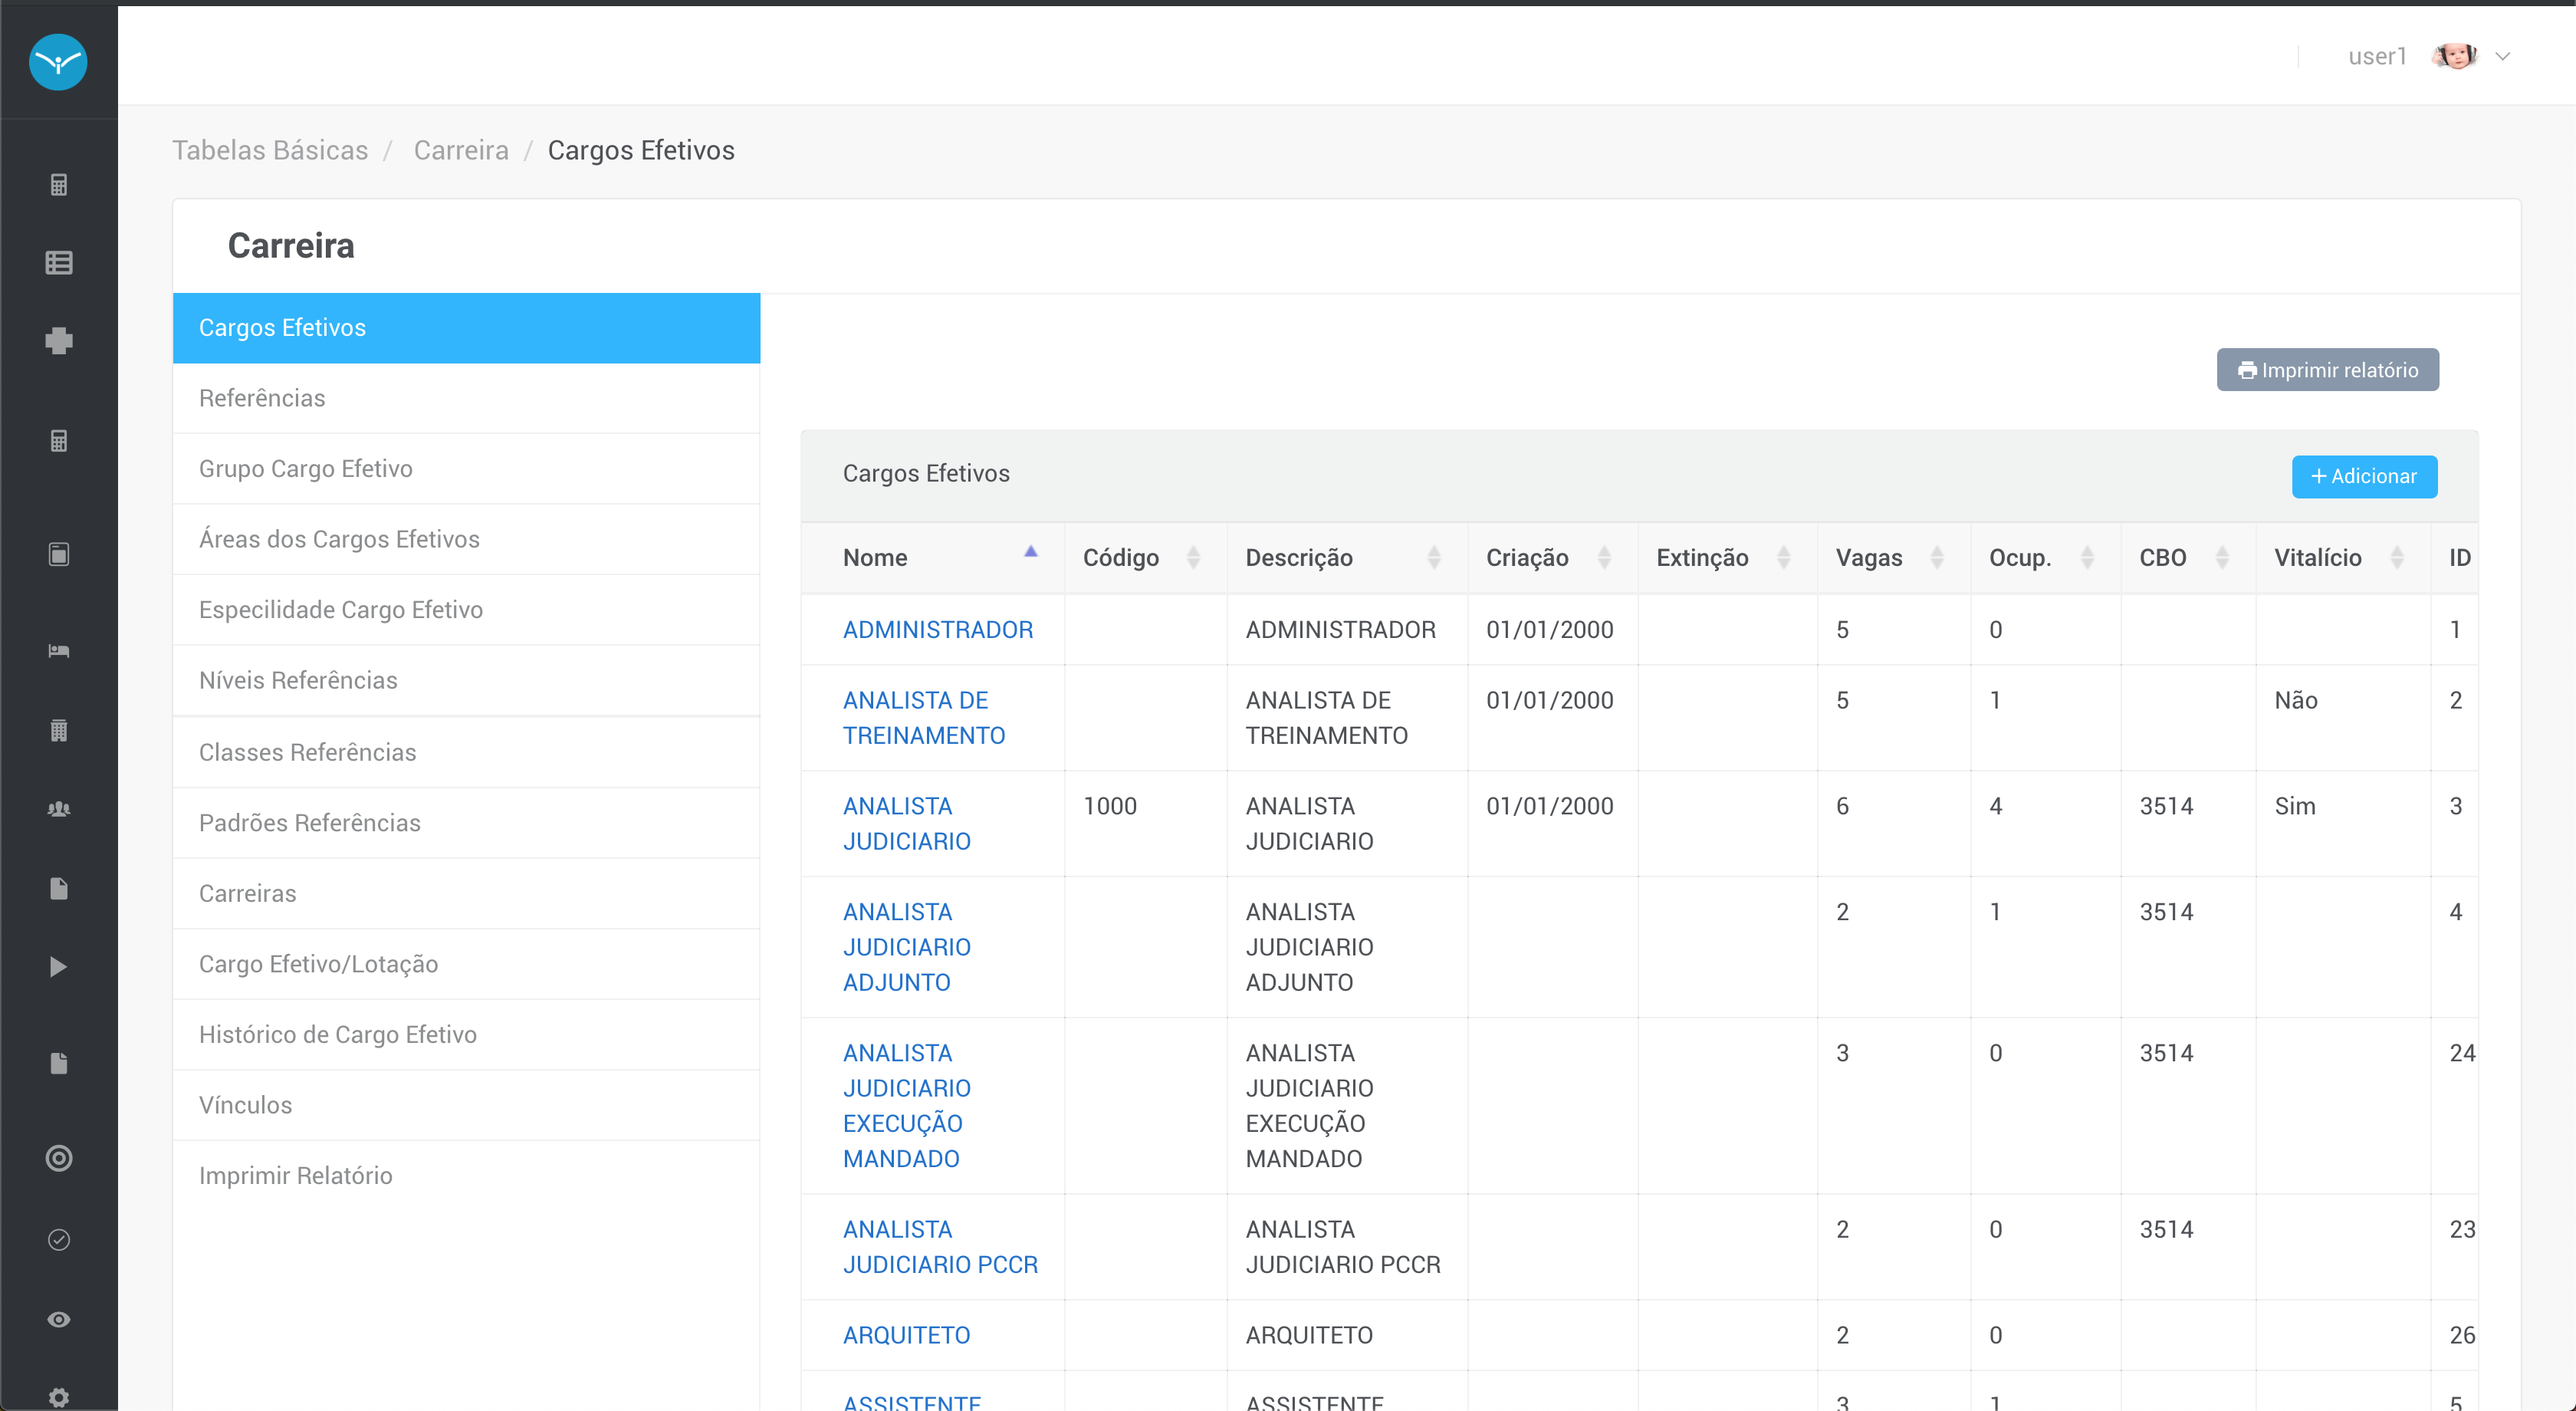 user1
Tabelas Básicas / Carreira / Cargos Efetivos
Carreira
Cargos Efetivos
Referências
Grupo Cargo Efetivo
Áreas dos Cargos Efetivos
Especilidade Cargo Efetivo
Níveis Referências
Classes Referências
Padrões Referências
Carreiras
Cargo Efetivo/Lotação
Histórico de Cargo Efetivo
Vínculos
Imprimir Relatório
Imprimir relatório
Cargos Efetivos
+ Adicionar
Nome Código Descrição Criação Extinção Vagas Ocup. CBO Vitalício ID
ADMINISTRADOR ADMINISTRADOR 01/01/2000 5 0 1
ANALISTA DE ANALISTA DE 01/01/2000 5 1 Não 2
TREINAMENTO TREINAMENTO
ANALISTA 1000 ANALISTA 01/01/2000 6 4 3514 Sim 3
JUDICIARIO JUDICIARIO
ANALISTA ANALISTA 2 1 3514 4
JUDICIARIO JUDICIARIO
ADJUNTO ADJUNTO
ANALISTA ANALISTA 3 0 3514 24
JUDICIARIO JUDICIARIO
EXECUÇÃO EXECUÇÃO
MANDADO MANDADO
ANALISTA ANALISTA 2 0 3514 23
JUDICIARIO PCCR JUDICIARIO PCCR
ARQUITETO ARQUITETO 2 0 26
ASSISTENTE ASSISTENTE 3 1 5